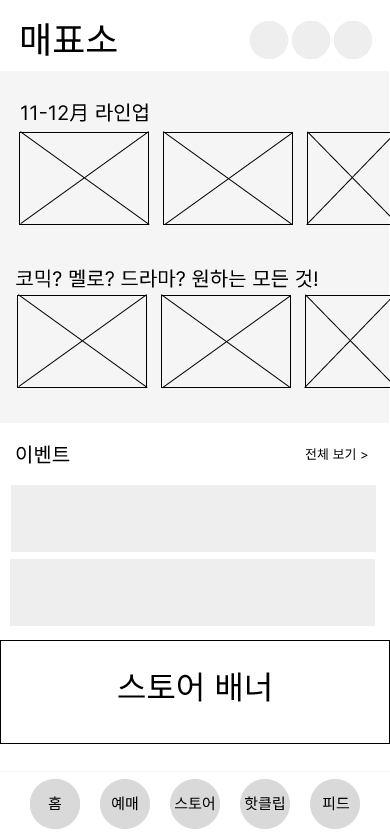 매표소
11-12月 라인업
코믹? 멜로? 드라마? 원하는 모든 것!
이벤트
전체 보기 >
스토어 배너
홈
예매
스토어
핫클립
피드